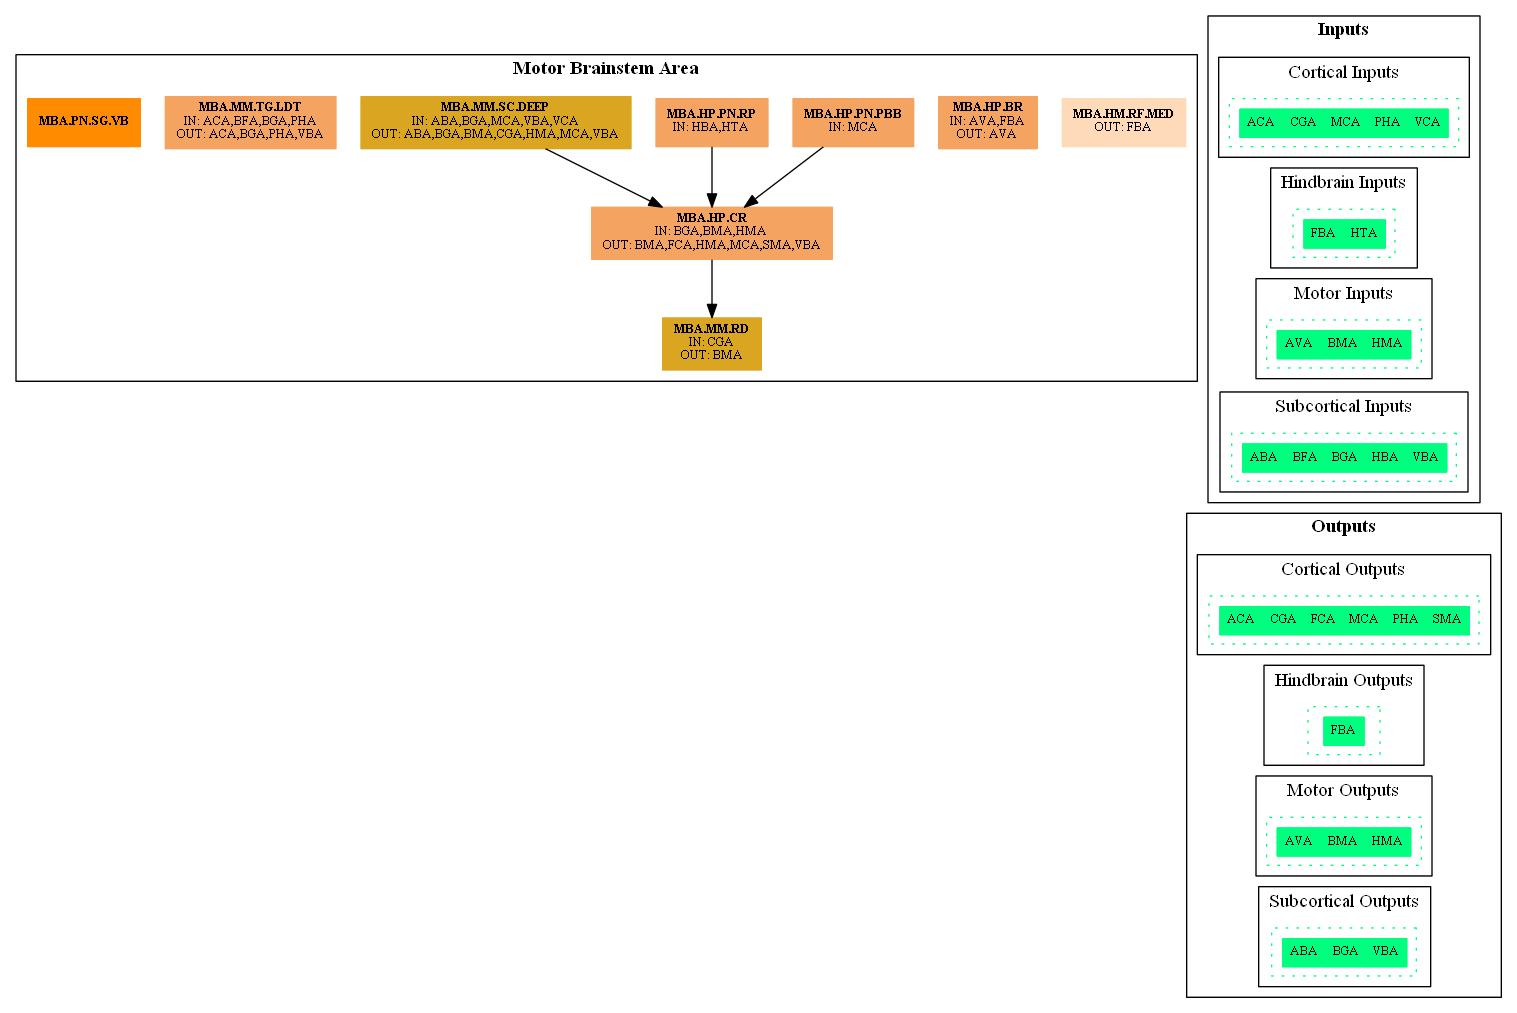 Motor Brainstem Area
MBA.PN.SG.VB
MBA.MM.TG.LDT
IN: ACA,BFA,BGA,PHA
OUT: ACA,BGA,PHA,VBA
MBA.MM.SC.DEEP
IN: ABA,BGA,MCA,VBA,VCA
OUT: ABA,BGA,BMA,CGA,HMA,MCA,VBA
MBA.HP.PN.RP
IN: HBA,HTA
MBA.HP.PN.PBB
IN: MCA
MBA.HP.BR
IN: AVA,FBA
OUT: AVA
MBA.HM.RF.MED
OUT: FBA
MBA.HP.CR
IN: BGA,BMA,HMA
OUT: BMA,FCA,HMA,MCA,SMA,VBA
MBA.MM.RD
IN: CGA
OUT: BMA
Inputs
Cortical Inputs
ACA CGA MCA PHA VCA
Hindbrain Inputs
FBA HTA
Motor Inputs
AVA BMA HMA
Subcortical Inputs
ABA BFA BGA HBA VBA
Outputs
Cortical Outputs
ACA CGA FCA MCA PHA SMA
Hindbrain Outputs
FBA
Motor Outputs
AVA BMA HMA
Subcortical Outputs
ABA BGA VBA